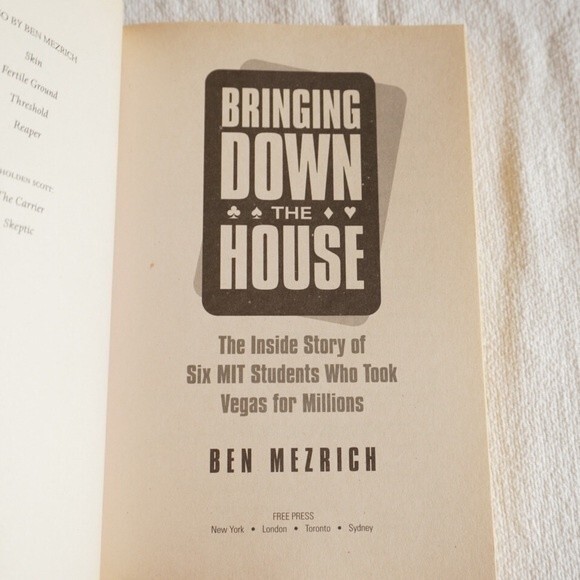 O BY BEN MEZRICH
Skin
Fertile Ground
Threshold
Reaper
HOLDEN SCOTT
The Carrier
Skeptic
BRINGING
DOWN
♣ ♠ THE ♦ ♥
HOUSE
The Inside Story of
Six MIT Students Who Took
Vegas for Millions
BEN MEZRICH
FREE PRESS
New York • London • Toronto • Sydney